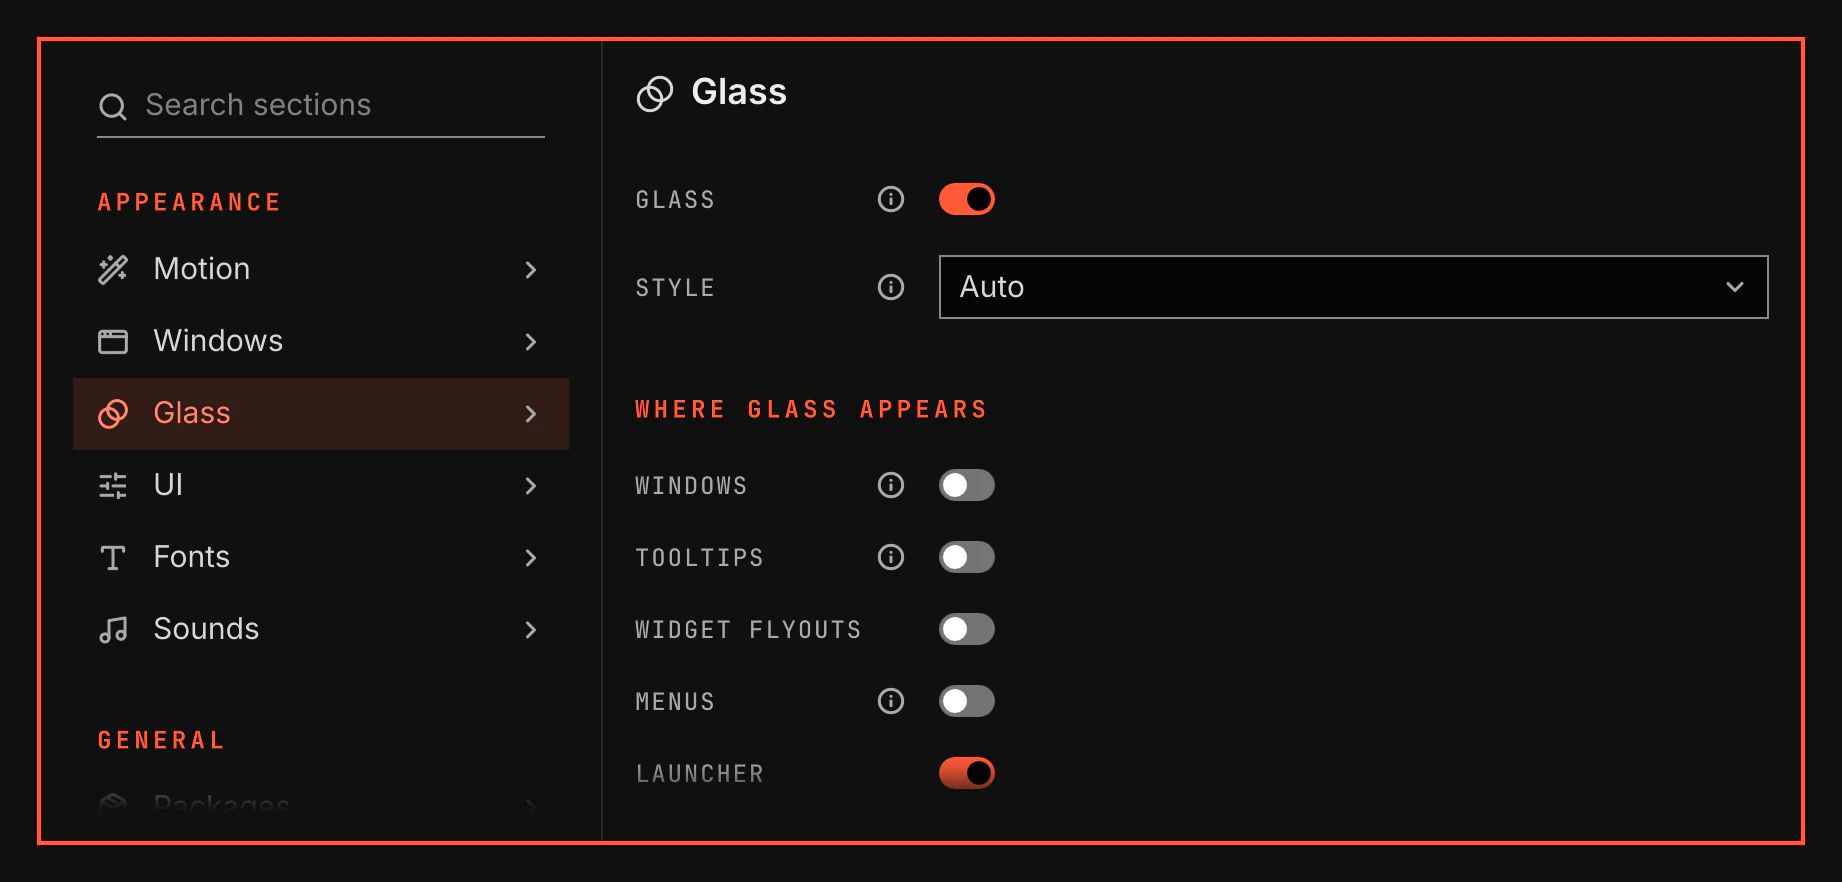 Search sections
APPEARANCE
Motion
Windows
Glass
UI
Fonts
Sounds
GENERAL
Packages
Glass
GLASS
STYLE
Auto
WHERE GLASS APPEARS
WINDOWS
TOOLTIPS
WIDGET FLYOUTS
MENUS
LAUNCHER